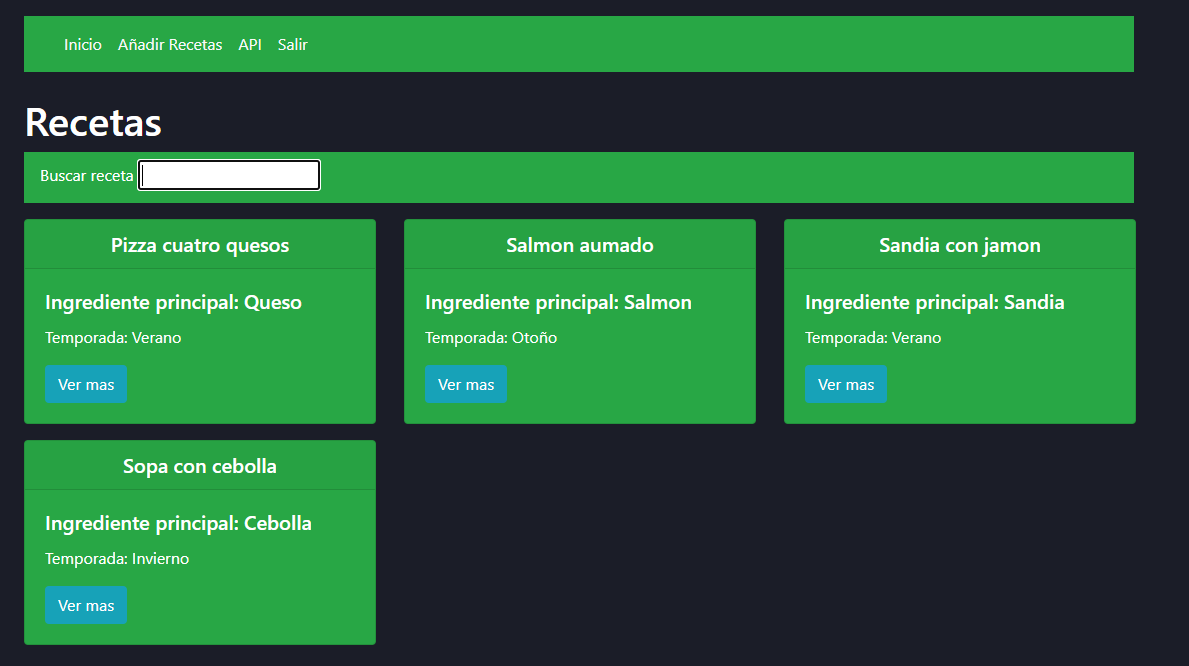 Inicio Añadir Recetas API Salir
Recetas
Buscar receta
Pizza cuatro quesos
Ingrediente principal: Queso
Temporada: Verano
Ver mas
Salmon aumado
Ingrediente principal: Salmon
Temporada: Otoño
Ver mas
Sandia con jamon
Ingrediente principal: Sandia
Temporada: Verano
Ver mas
Sopa con cebolla
Ingrediente principal: Cebolla
Temporada: Invierno
Ver mas